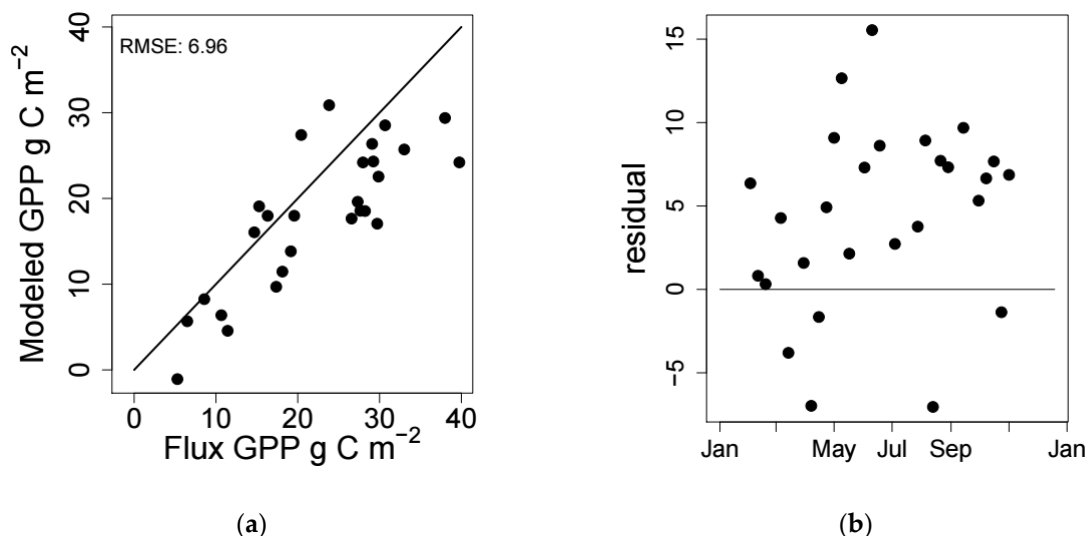 RMSE: 6.96
Modeled GPP g C m⁻²
40
30
20
10
0
0 10 20 30 40
Flux GPP g C m⁻²
(a)
residual
15
10
5
0
−5
Jan May Jul Sep Jan
(b)